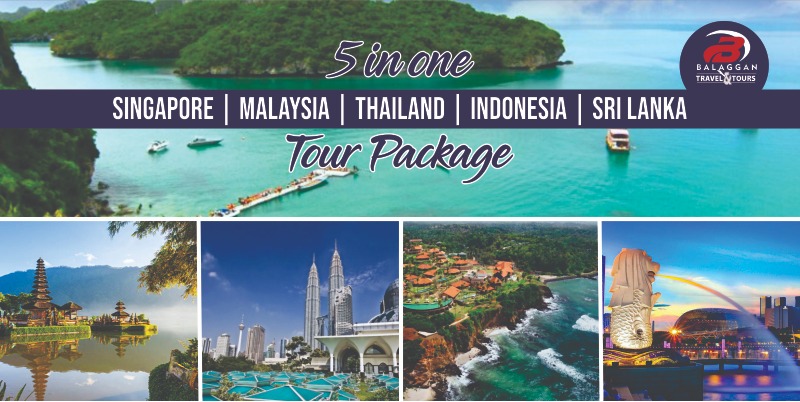 5 in one
BALAGGAN
TRAVEL & TOURS
SINGAPORE | MALAYSIA | THAILAND | INDONESIA | SRI LANKA
Tour Package